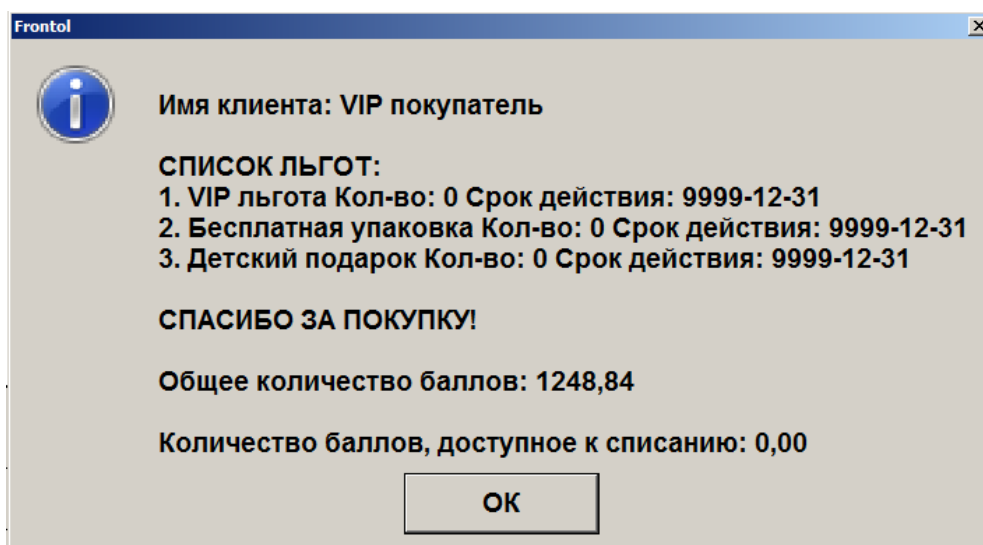 Frontol
Имя клиента: VIP покупатель
СПИСОК ЛЬГОТ:
1. VIP льгота Кол-во: 0 Срок действия: 9999-12-31
2. Бесплатная упаковка Кол-во: 0 Срок действия: 9999-12-31
3. Детский подарок Кол-во: 0 Срок действия: 9999-12-31
СПАСИБО ЗА ПОКУПКУ!
Общее количество баллов: 1248,84
Количество баллов, доступное к списанию: 0,00
ОК